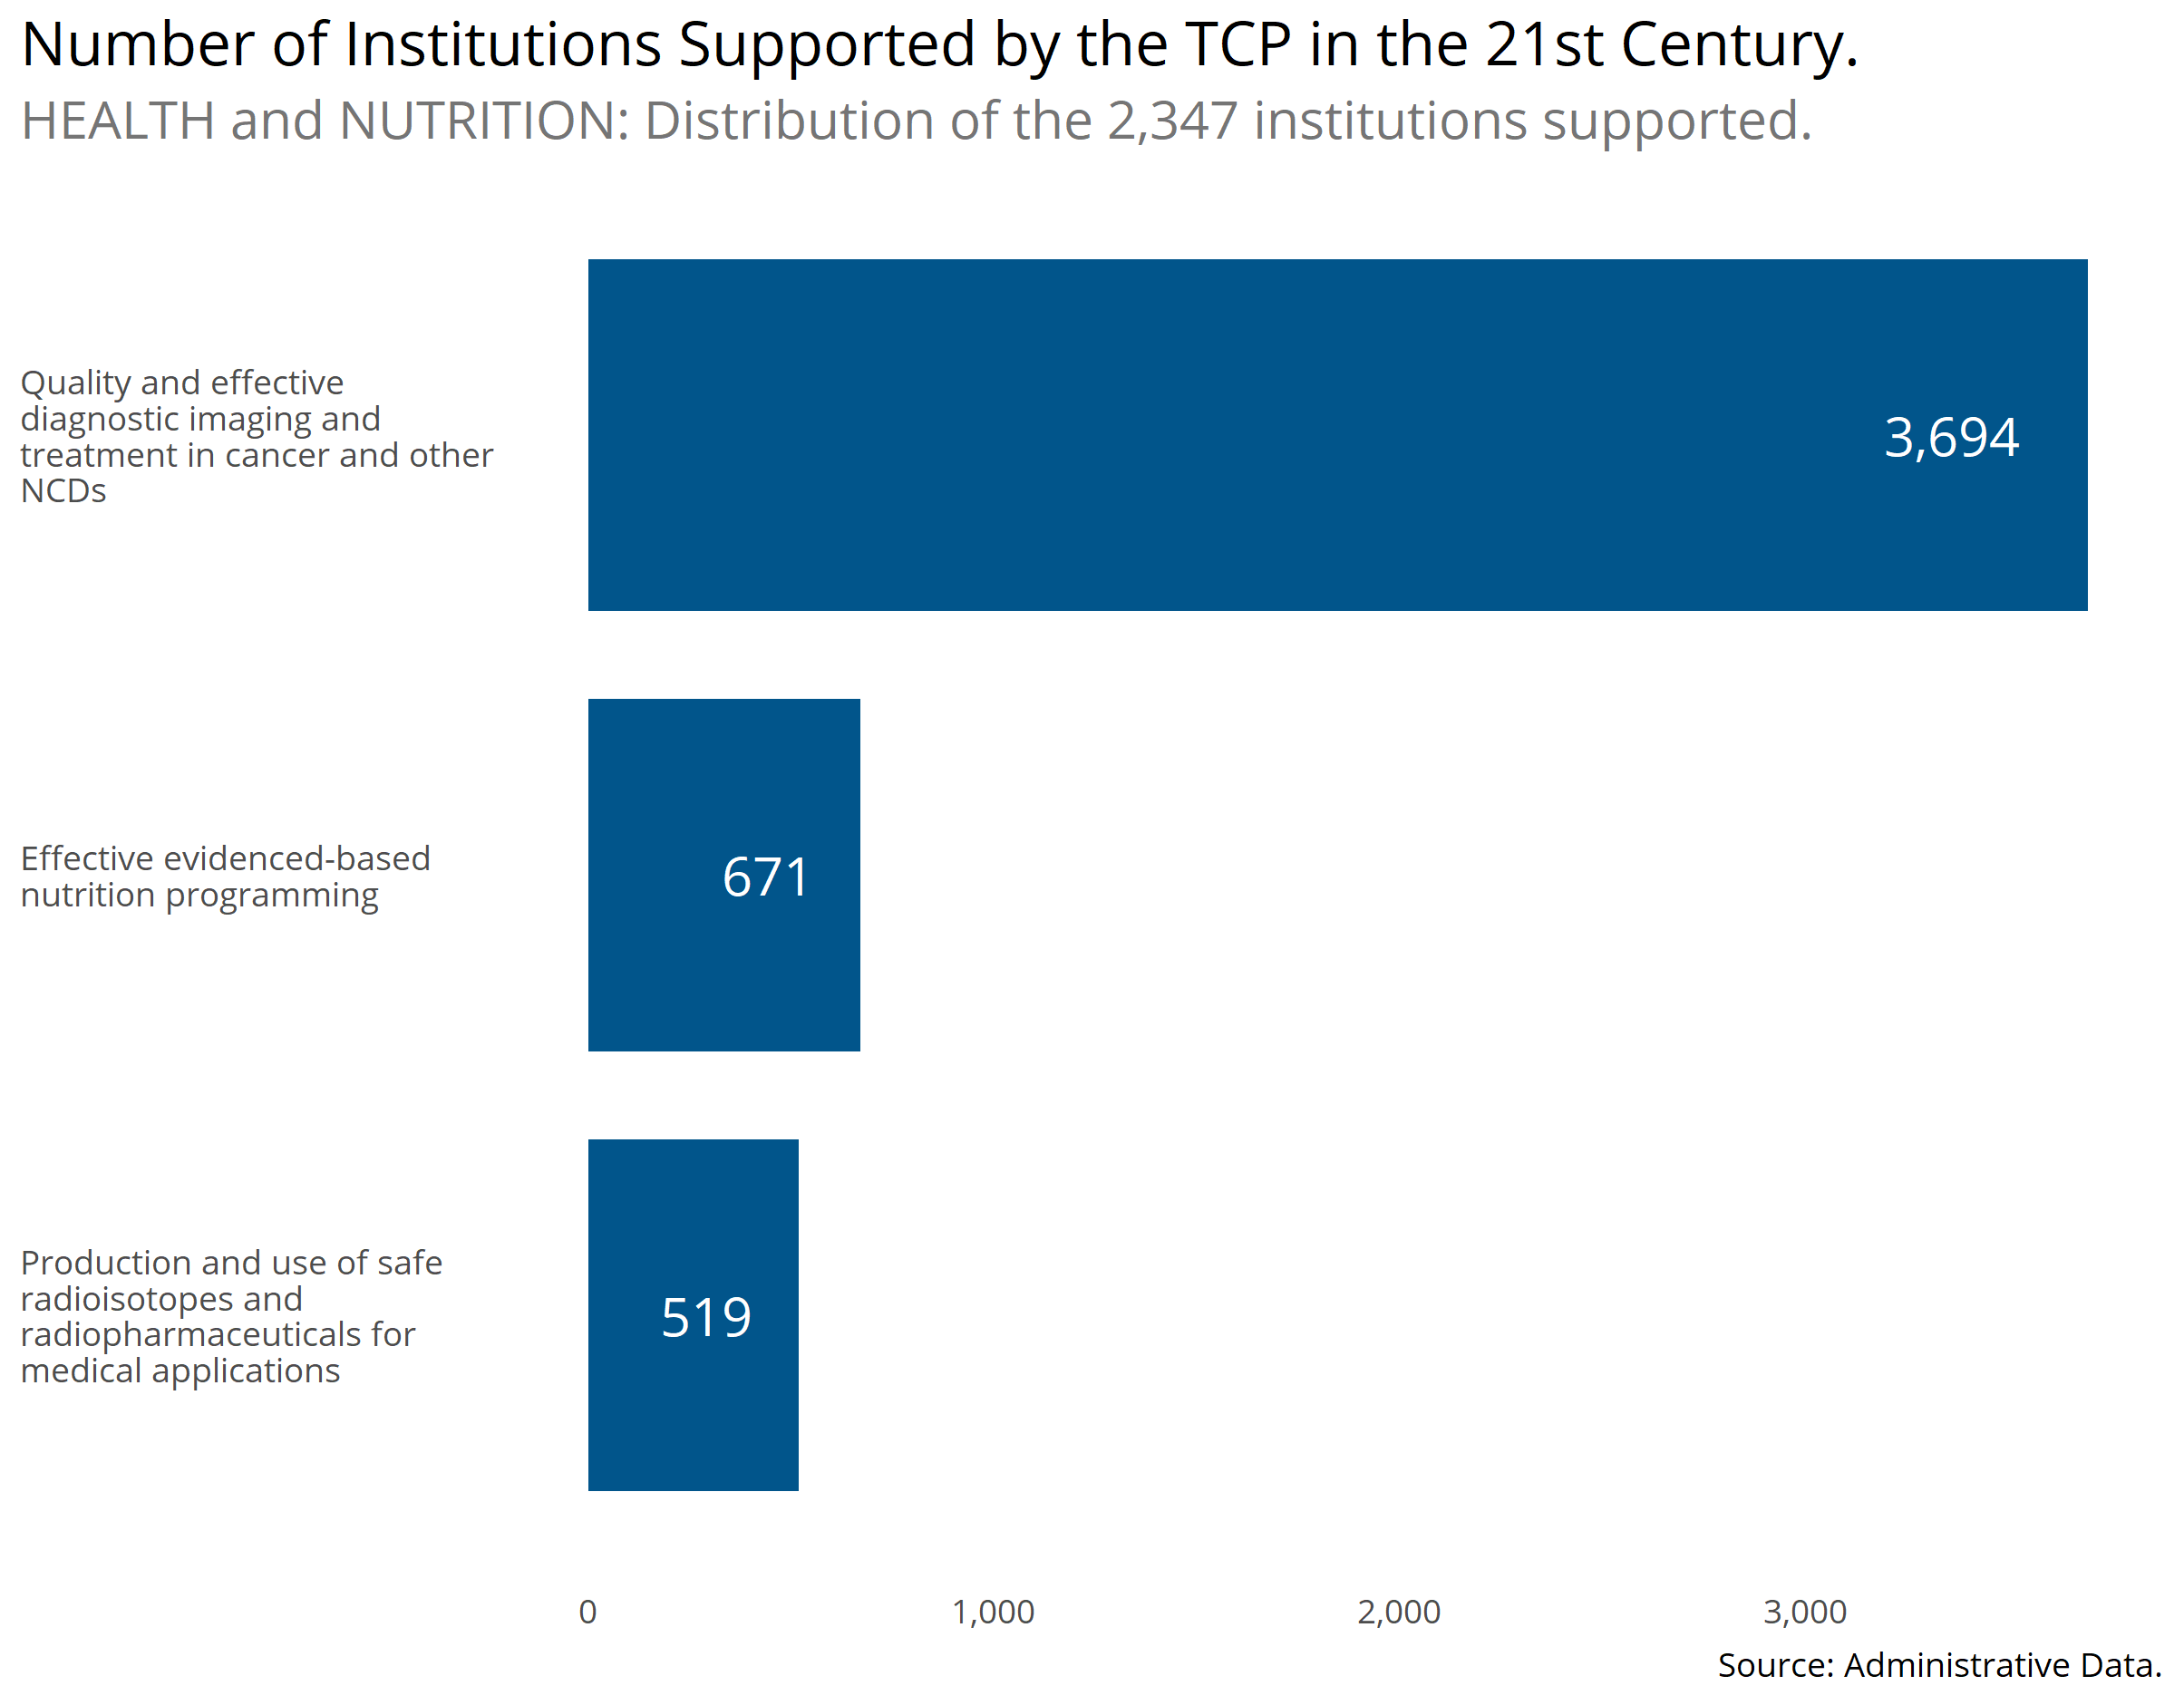 Number of Institutions Supported by the TCP in the 21st Century.
HEALTH and NUTRITION: Distribution of the 2,347 institutions supported.
Quality and effective
diagnostic imaging and
treatment in cancer and other
NCDs
3,694
Effective evidenced-based
nutrition programming
671
Production and use of safe
radioisotopes and
radiopharmaceuticals for
medical applications
519
0 1,000 2,000 3,000
Source: Administrative Data.